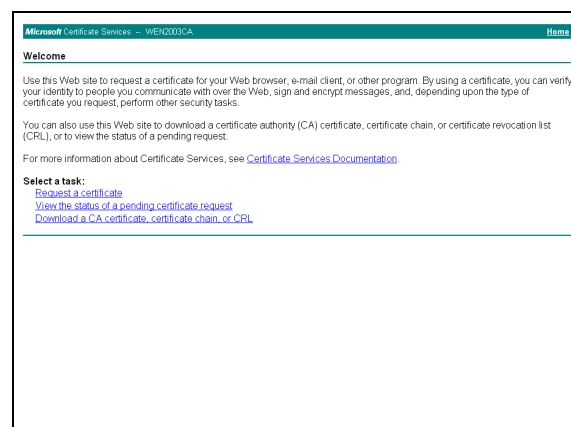 Microsoft Certificate Services -- WEN2003CA Home
Welcome
Use this Web site to request a certificate for your Web browser, e-mail client, or other program. By using a certificate, you can verify
your identity to people you communicate with over the Web, sign and encrypt messages, and, depending upon the type of
certificate you request, perform other security tasks.
You can also use this Web site to download a certificate authority (CA) certificate, certificate chain, or certificate revocation list
(CRL), or to view the status of a pending request.
For more information about Certificate Services, see Certificate Services Documentation.
Select a task:
Request a certificate
View the status of a pending certificate request
Download a CA certificate, certificate chain, or CRL